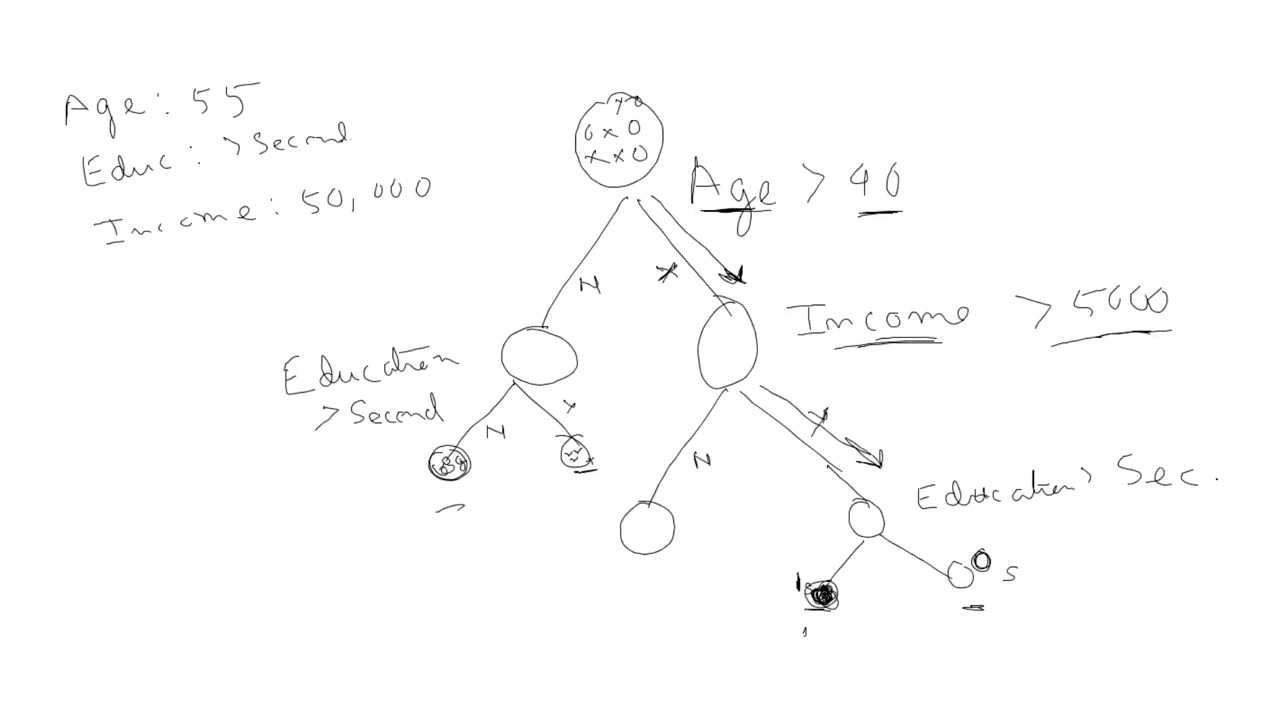 Age: 55
Educ: > Second
Income: 50,000
Y O
O X O
X X O
Age > 40
N
Y
Income > 5000
Education
> Second
N
Y
N
Y
Education > Sec.
S